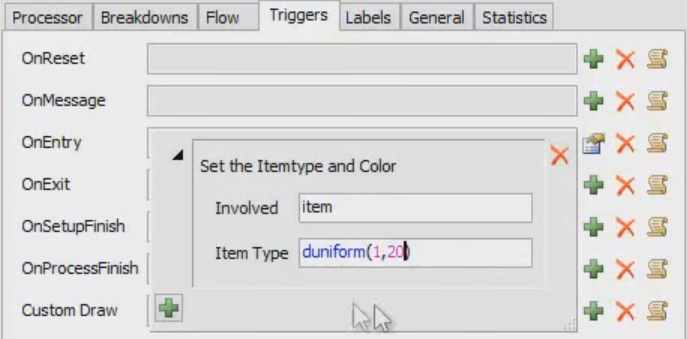 Processor Breakdowns Flow Triggers Labels General Statistics
OnReset
OnMessage
OnEntry
Set the Itemtype and Color
OnExit
Involved item
OnSetupFinish
Item Type duniform(1,20)
OnProcessFinish
Custom Draw